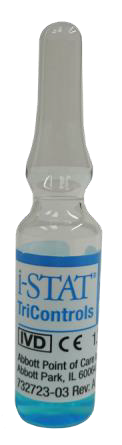 i-STAT®
TriControls
IVD CE
Abbott Point of Care
Abbott Park, IL 6006
732723-03 Rev: A